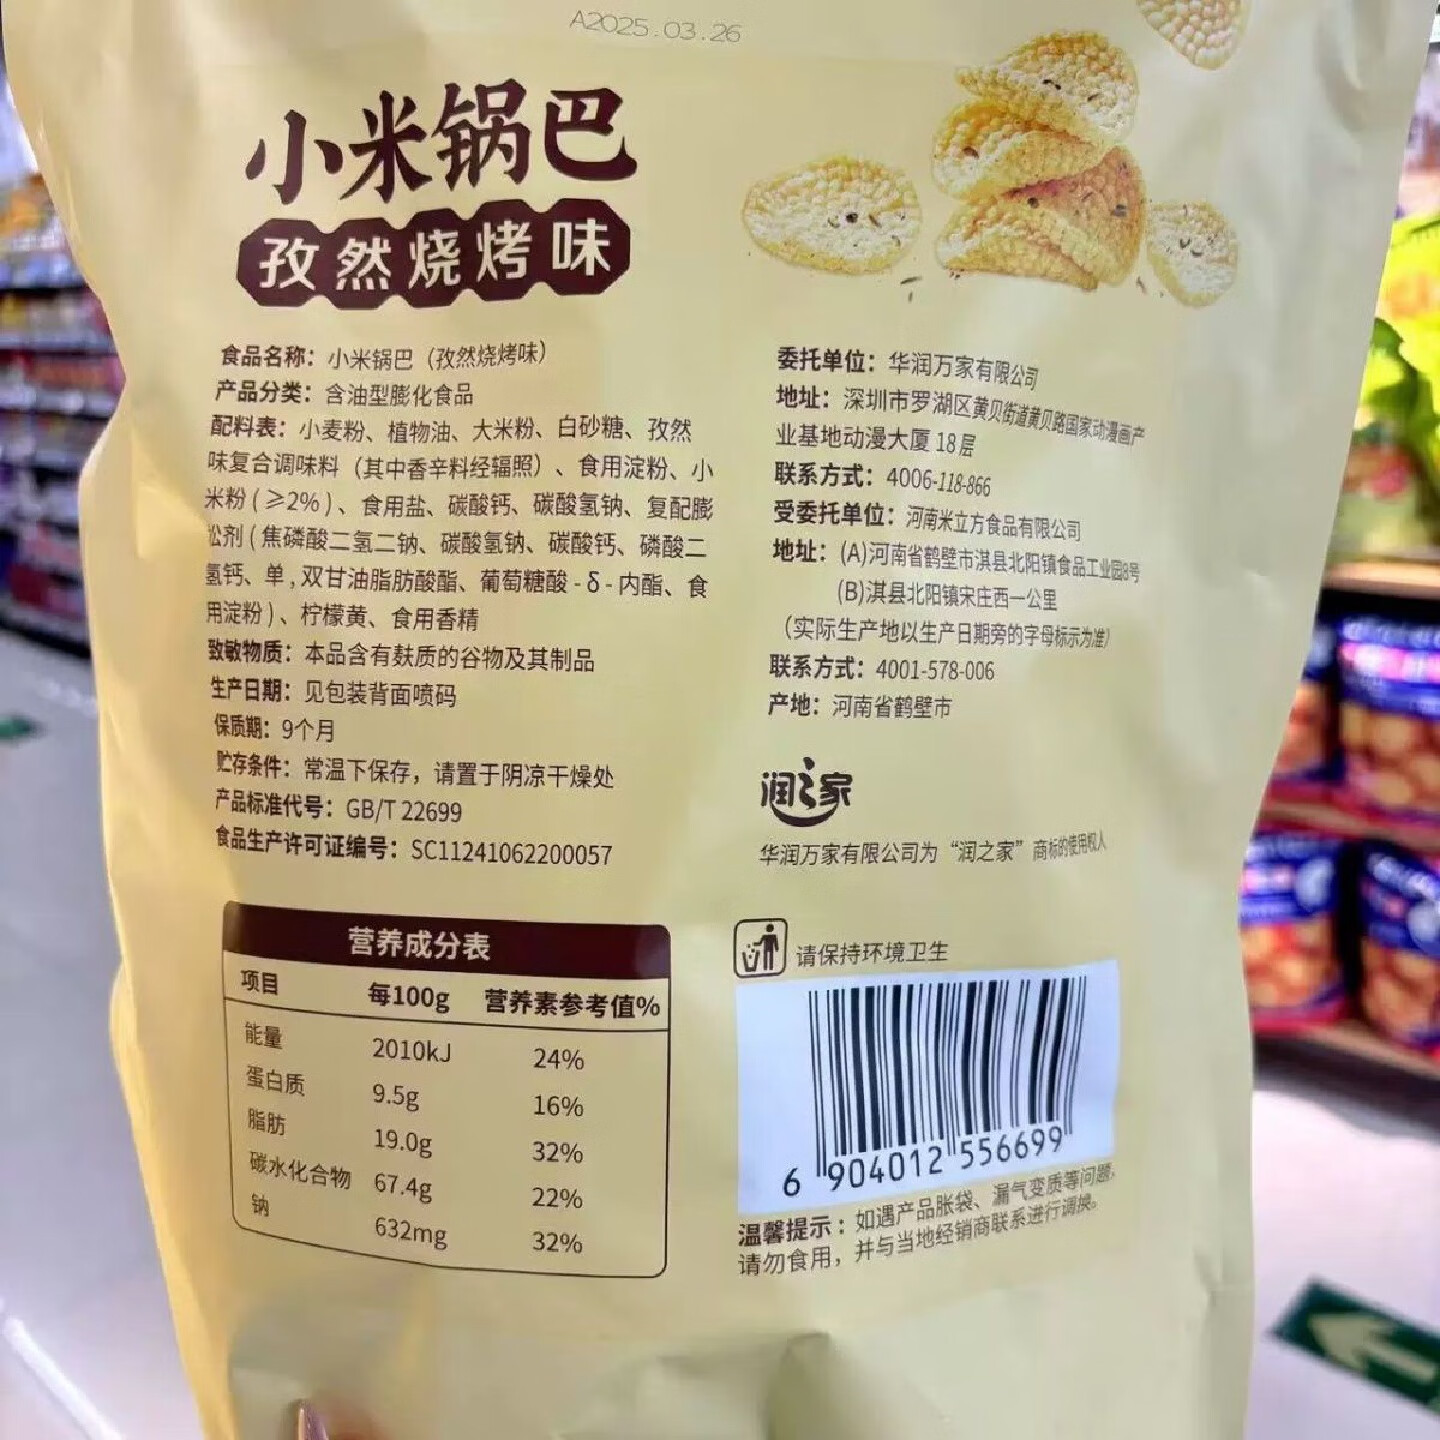 A2025.03.26
小米锅巴
孜然烧烤味
食品名称：小米锅巴（孜然烧烤味）
产品分类：含油型膨化食品
配料表：小麦粉、植物油、大米粉、白砂糖、孜然
味复合调味料（其中香辛料经辐照）、食用淀粉、小
米粉(≥2%)、食用盐、碳酸钙、碳酸氢钠、复配膨
松剂(焦磷酸二氢二钠、碳酸氢钠、碳酸钙、磷酸二
氢钙、单,双甘油脂肪酸酯、葡萄糖酸-δ-内酯、食
用淀粉)、柠檬黄、食用香精
致敏物质：本品含有麸质的谷物及其制品
生产日期：见包装背面喷码
保质期：9个月
贮存条件：常温下保存，请置于阴凉干燥处
产品标准代号：GB/T 22699
食品生产许可证编号：SC11241062200057
委托单位：华润万家有限公司
地址：深圳市罗湖区黄贝街道黄贝路国家动漫画产
业基地动漫大厦18层
联系方式：4006-118-866
受委托单位：河南米立方食品有限公司
地址：(A)河南省鹤壁市淇县北阳镇食品工业园8号
(B)淇县北阳镇宋庄西一公里
（实际生产地以生产日期旁的字母标示为准）
联系方式：4001-578-006
产地：河南省鹤壁市
润之家
华润万家有限公司为“润之家”商标的使用权人
营养成分表
项目 每100g 营养素参考值%
能量 2010kJ 24%
蛋白质 9.5g 16%
脂肪 19.0g 32%
碳水化合物 67.4g 22%
钠 632mg 32%
请保持环境卫生
6 904012 556699
温馨提示：如遇产品胀袋、漏气变质等问题，
请勿食用，并与当地经销商联系进行调换。